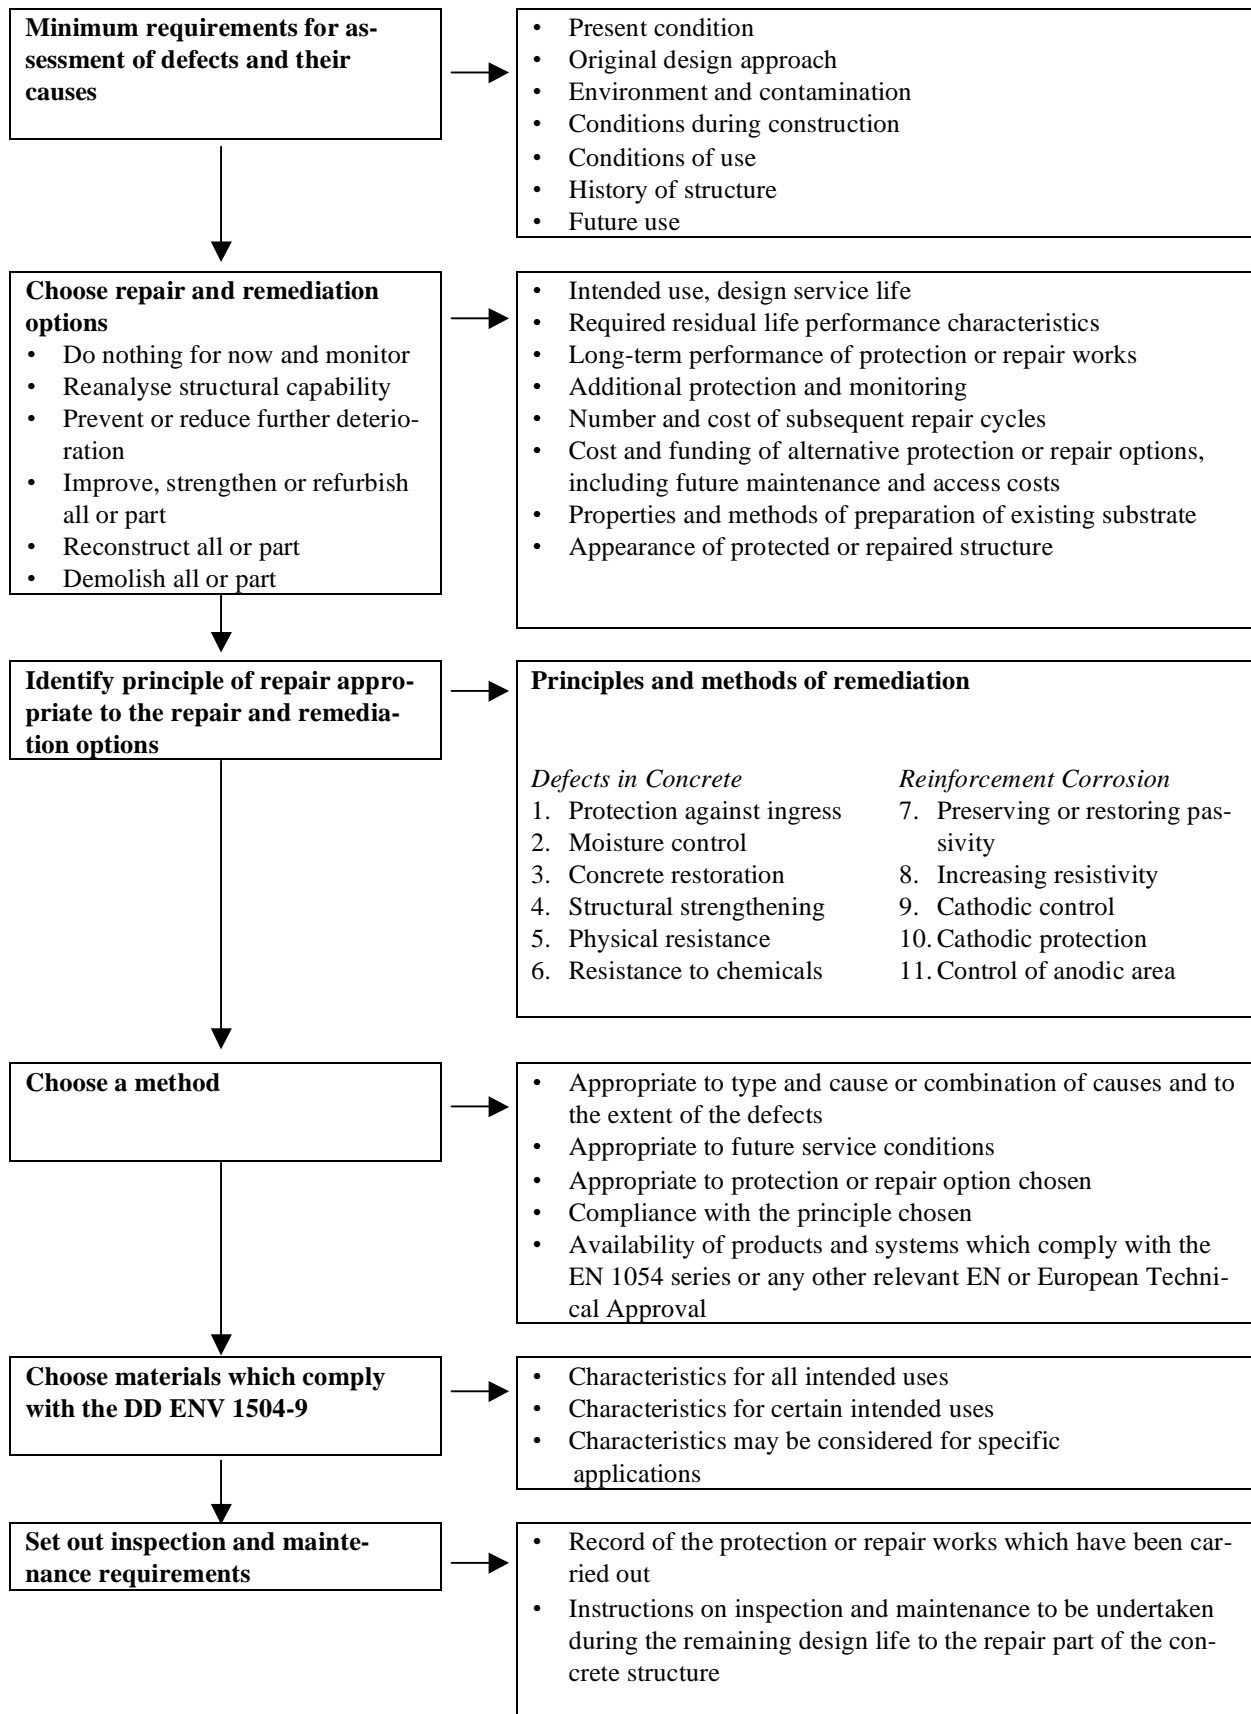 Minimum requirements for as-
sessment of defects and their
causes
• Present condition
• Original design approach
• Environment and contamination
• Conditions during construction
• Conditions of use
• History of structure
• Future use
Choose repair and remediation
options
• Do nothing for now and monitor
• Reanalyse structural capability
• Prevent or reduce further deterio-
ration
• Improve, strengthen or refurbish
all or part
• Reconstruct all or part
• Demolish all or part
• Intended use, design service life
• Required residual life performance characteristics
• Long-term performance of protection or repair works
• Additional protection and monitoring
• Number and cost of subsequent repair cycles
• Cost and funding of alternative protection or repair options,
including future maintenance and access costs
• Properties and methods of preparation of existing substrate
• Appearance of protected or repaired structure
Identify principle of repair appro-
priate to the repair and remedia-
tion options
Principles and methods of remediation
Defects in Concrete
1. Protection against ingress
2. Moisture control
3. Concrete restoration
4. Structural strengthening
5. Physical resistance
6. Resistance to chemicals
Reinforcement Corrosion
7. Preserving or restoring pas-
sivity
8. Increasing resistivity
9. Cathodic control
10. Cathodic protection
11. Control of anodic area
Choose a method
• Appropriate to type and cause or combination of causes and to
the extent of the defects
• Appropriate to future service conditions
• Appropriate to protection or repair option chosen
• Compliance with the principle chosen
• Availability of products and systems which comply with the
EN 1054 series or any other relevant EN or European Techni-
cal Approval
Choose materials which comply
with the DD ENV 1504-9
• Characteristics for all intended uses
• Characteristics for certain intended uses
• Characteristics may be considered for specific
applications
Set out inspection and mainte-
nance requirements
• Record of the protection or repair works which have been car-
ried out
• Instructions on inspection and maintenance to be undertaken
during the remaining design life to the repair part of the con-
crete structure